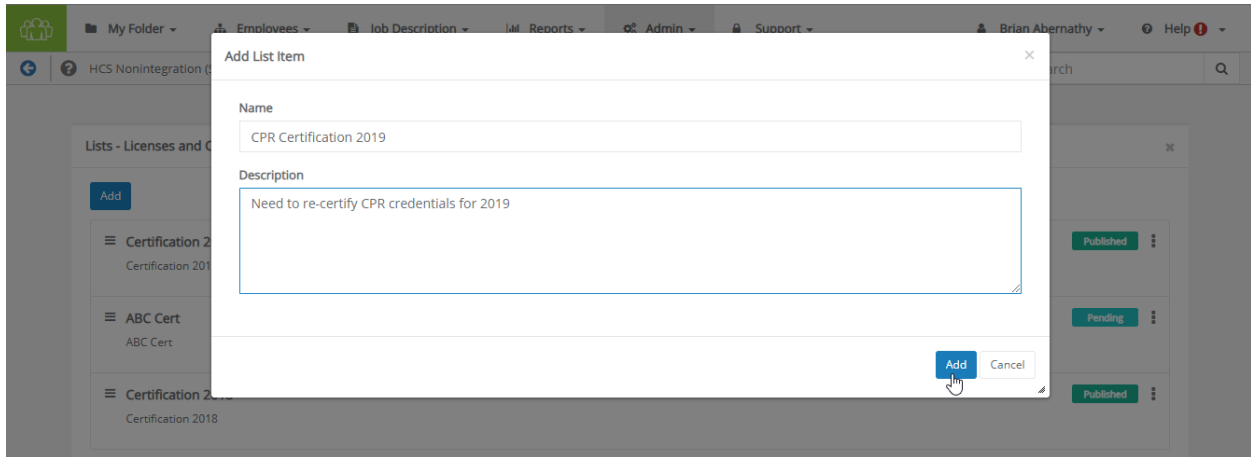 My Folder Employees Job Description Reports Admin Support Brian Abernathy Help
Add List Item
HCS Nonintegration
Name
CPR Certification 2019
Lists - Licenses and
Description
Add
Need to re-certify CPR credentials for 2019
Certification 2
Published
Certification 201
ABC Cert
Pending
ABC Cert
Add Cancel
Certification
Published
Certification 2018